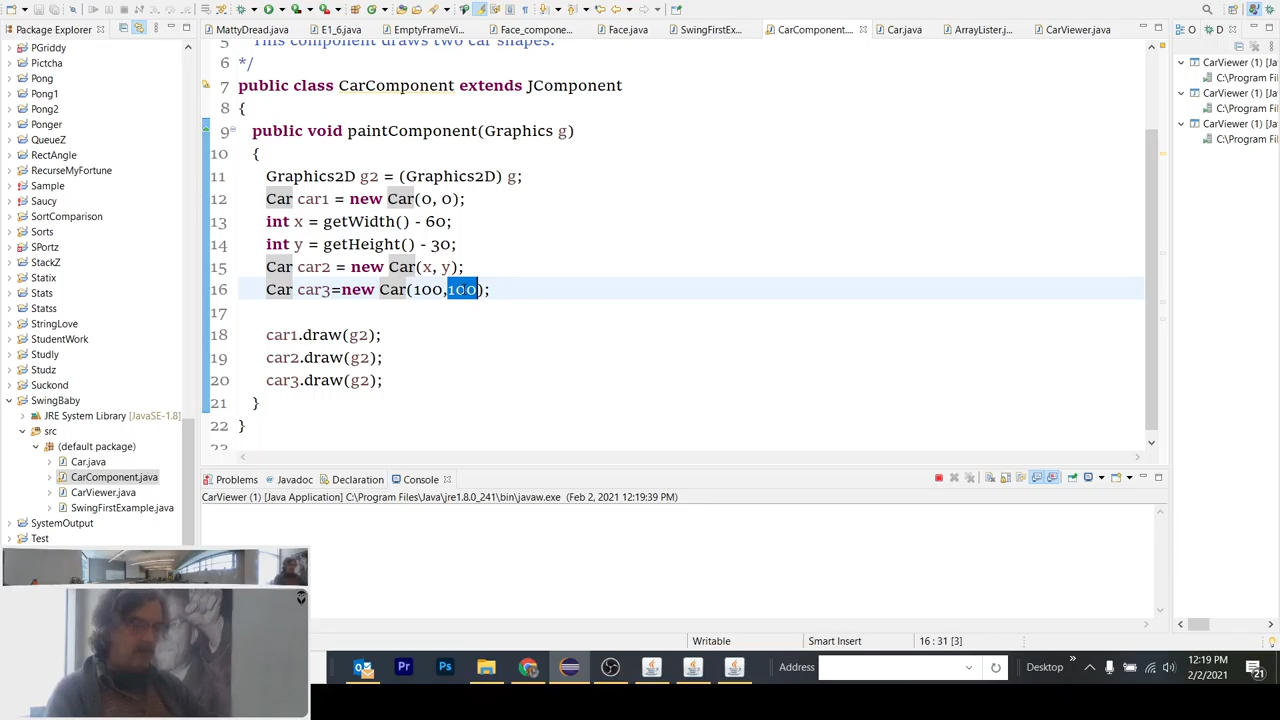 Package Explorer
MattyDread.java
E1_6.java
EmptyFrameVi...
Face_compone...
Face.java
SwingFirstEx...
CarComponent....
Car.java
ArrayLister.j...
CarViewer.java
O
D
PGriddy
Pictcha
Pong
Pong1
Pong2
Ponger
QueueZ
RectAngle
RecurseMyFortune
Sample
Saucy
SortComparison
Sorts
SPortz
StackZ
Statix
Stats
Statss
StringLove
StudentWork
Studly
Studz
Suckond
SwingBaby
JRE System Library [JavaSE-1.8]
src
(default package)
Car.java
CarComponent.java
CarViewer.java
SwingFirstExample.java
SystemOutput
Test
5 This component draws two car shapes.
6 */
7 public class CarComponent extends JComponent
8 {
9 public void paintComponent(Graphics g)
10 {
11 Graphics2D g2 = (Graphics2D) g;
12 Car car1 = new Car(0, 0);
13 int x = getWidth() - 60;
14 int y = getHeight() - 30;
15 Car car2 = new Car(x, y);
16 Car car3=new Car(100,100);
17
18 car1.draw(g2);
19 car2.draw(g2);
20 car3.draw(g2);
21 }
22 }
23
CarViewer (1) [Ja
C:\Program Fi
CarViewer (1) [Ja
C:\Program Fi
CarViewer (1) [Ja
C:\Program Fi
Problems
Javadoc
Declaration
Console
CarViewer (1) [Java Application] C:\Program Files\Java\jre1.8.0_241\bin\javaw.exe (Feb 2, 2021 12:19:39 PM)
Writable
Smart Insert
16 : 31 [3]
Pr
Ps
Address
Desktop
12:19 PM
2/2/2021
21